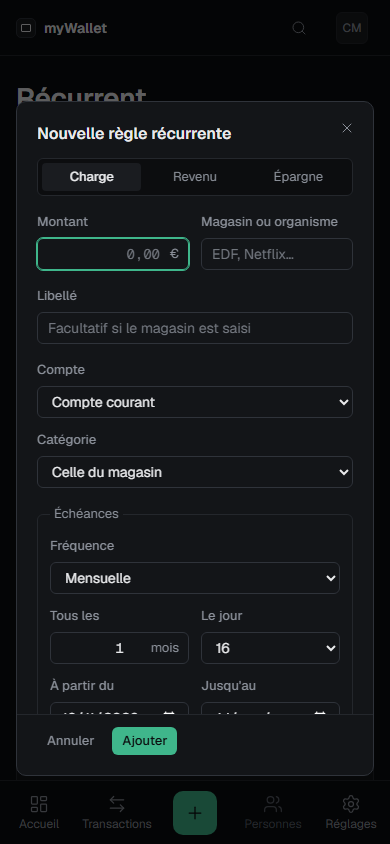 myWallet
CM
Récurrent
Nouvelle règle récurrente
Charge Revenu Épargne
Montant Magasin ou organisme
0,00 € EDF, Netflix...
Libellé
Facultatif si le magasin est saisi
Compte
Compte courant
Catégorie
Celle du magasin
Échéances
Fréquence
Mensuelle
Tous les Le jour
1 mois 16
À partir du Jusqu'au
Annuler Ajouter
Accueil Transactions + Personnes Réglages